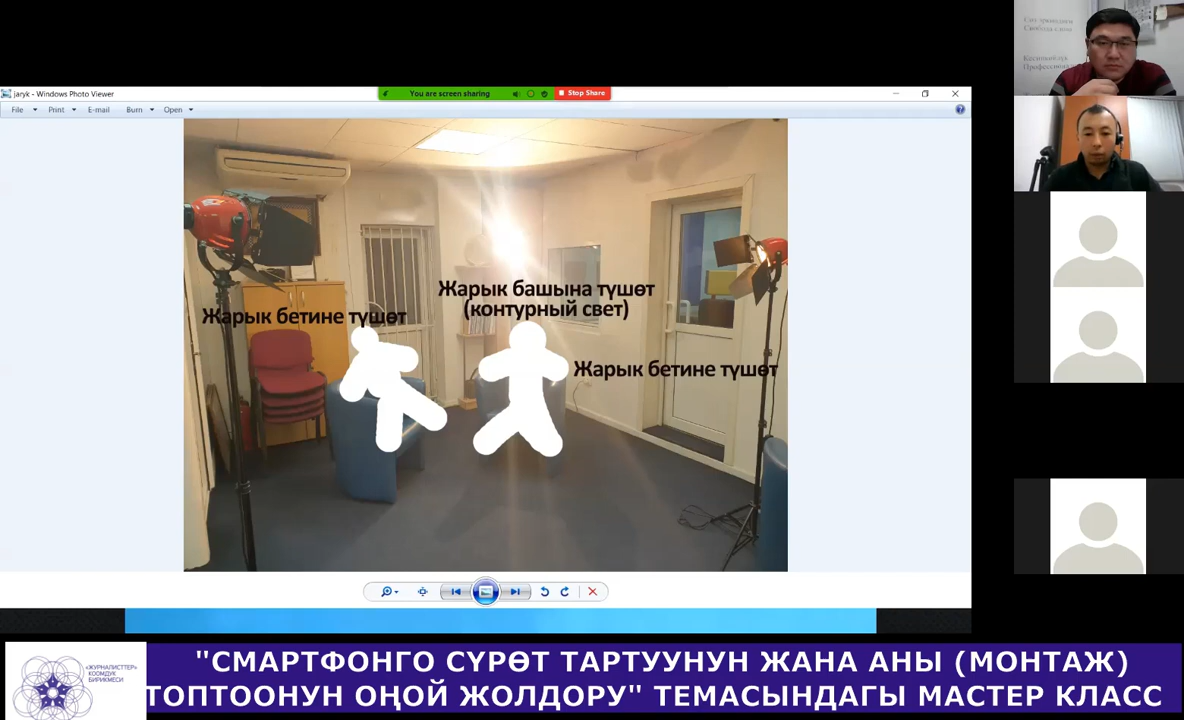 jaryk - Windows Photo Viewer
You are screen sharing
Stop Share
File Print E-mail Burn Open
Жарык башына түшөт
(контурный свет)
Жарык бетине түшөт
Жарык бетине түшөт
"СМАРТФОНГО СҮРӨТ ТАРТУУНУН ЖАНА АНЫ (МОНТАЖ)
ТОПТООНУН ОҢОЙ ЖОЛДОРУ" ТЕМАСЫНДАГЫ МАСТЕР КЛАСС
«ЖУРНАЛИСТТЕР»
КООМДУК
БИРИКМЕСИ